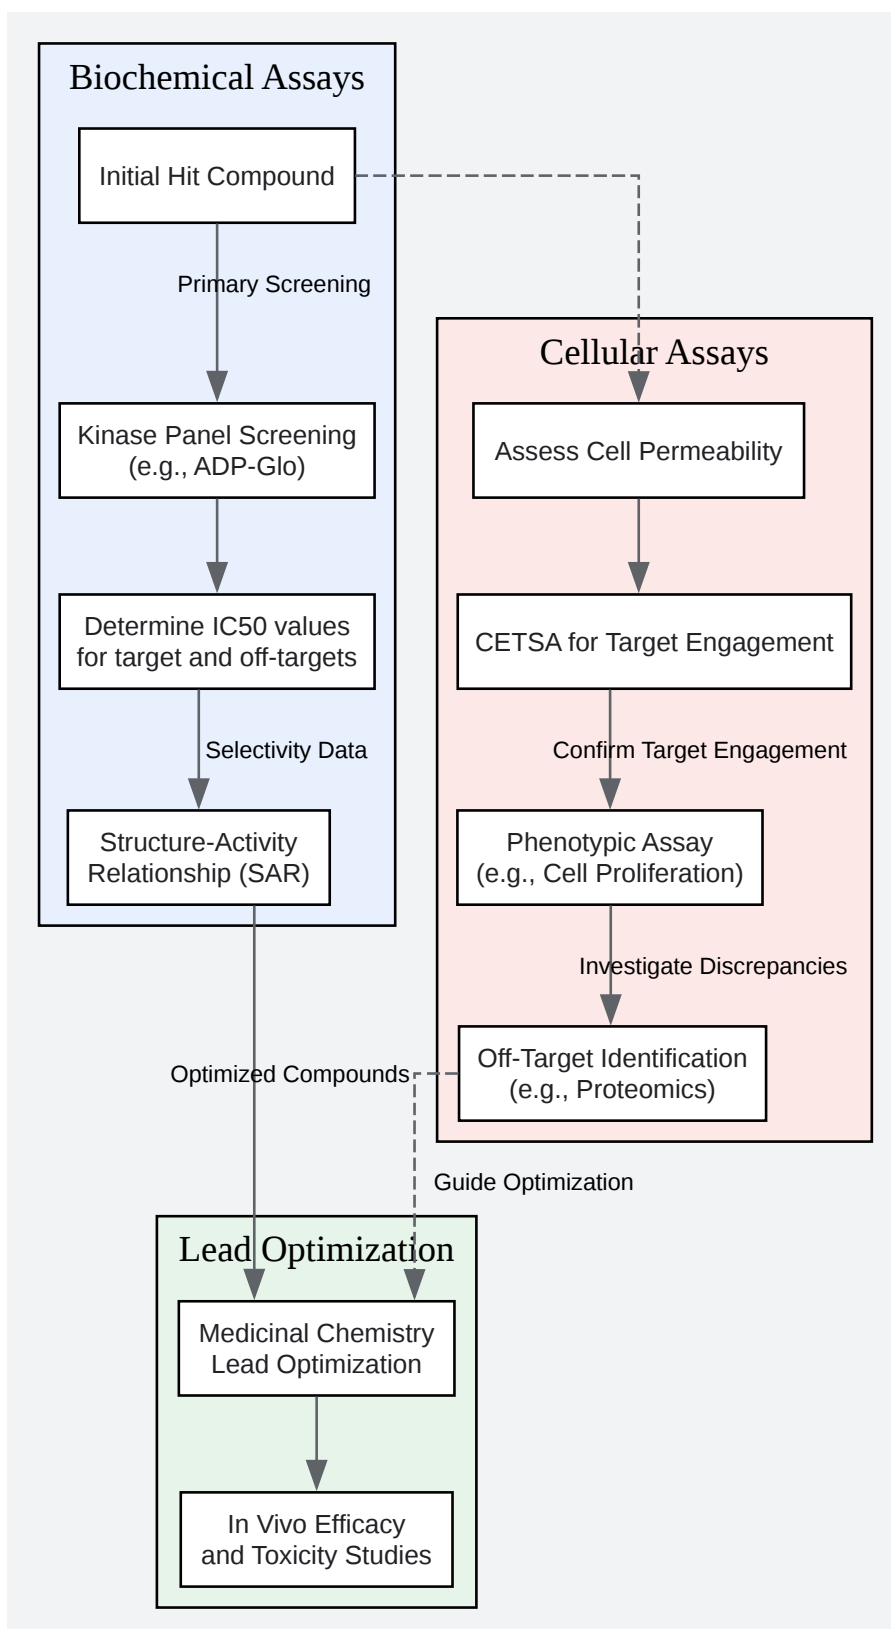 Biochemical Assays
Initial Hit Compound
Primary Screening
Kinase Panel Screening
(e.g., ADP-Glo)
Determine IC50 values
for target and off-targets
Selectivity Data
Structure-Activity
Relationship (SAR)
Cellular Assays
Assess Cell Permeability
CETSA for Target Engagement
Confirm Target Engagement
Phenotypic Assay
(e.g., Cell Proliferation)
Investigate Discrepancies
Off-Target Identification
(e.g., Proteomics)
Optimized Compounds
Guide Optimization
Lead Optimization
Medicinal Chemistry
Lead Optimization
In Vivo Efficacy
and Toxicity Studies